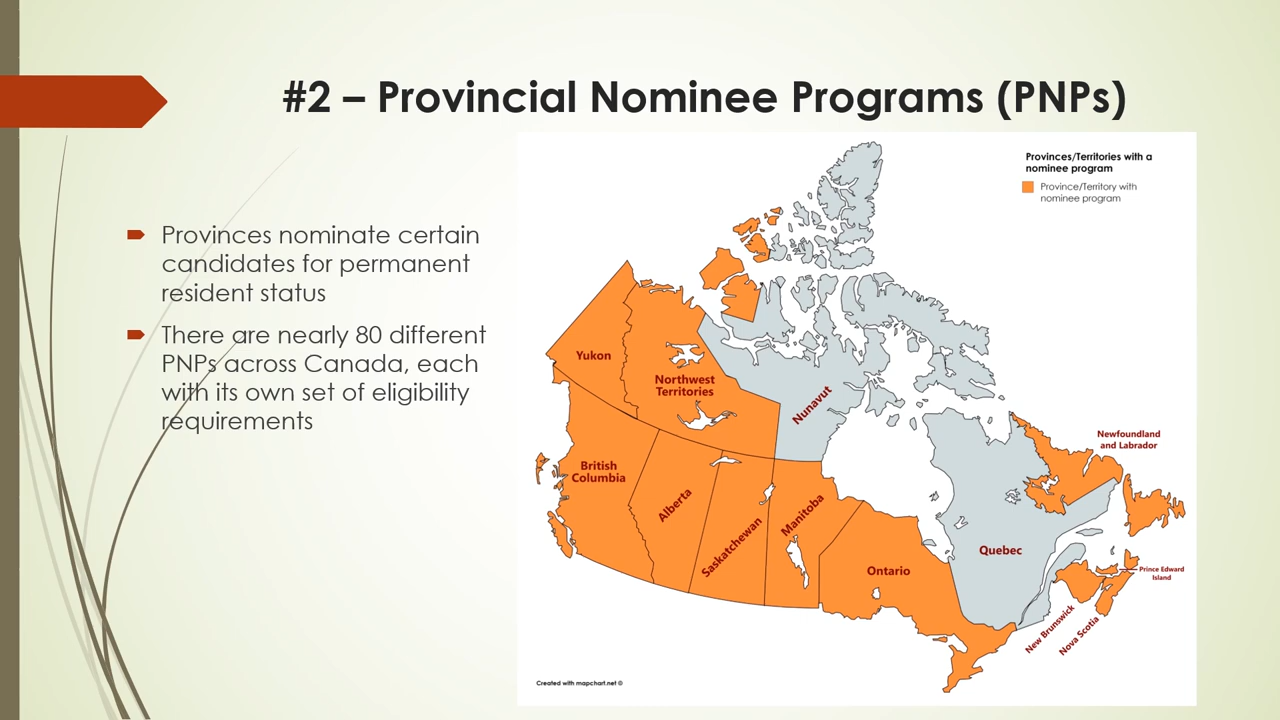 #2 – Provincial Nominee Programs (PNPs)
Provinces nominate certain
candidates for permanent
resident status
There are nearly 80 different
PNPs across Canada, each
with its own set of eligibility
requirements
Provinces/Territories with a
nominee program
Province/Territory with
nominee program
Yukon
Northwest
Territories
Nunavut
Newfoundland
and Labrador
British
Columbia
Alberta
Saskatchewan
Manitoba
Ontario
Quebec
Prince Edward
Island
New Brunswick
Nova Scotia
Created with mapchart.net ©